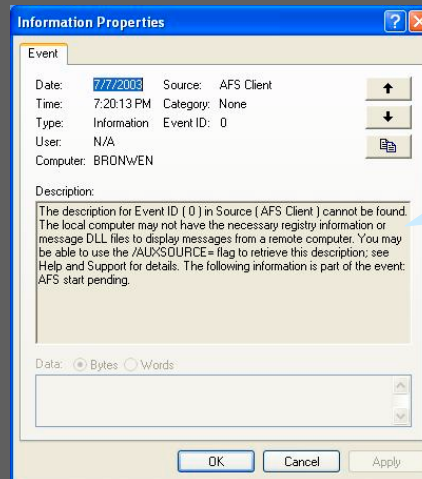 Information Properties
Event
Date: 7/7/2003 Source: AFS Client
Time: 7:20:13 PM Category: None
Type: Information Event ID: 0
User: N/A
Computer: BRONWEN
Description:
The description for Event ID ( 0 ) in Source ( AFS Client ) cannot be found.
The local computer may not have the necessary registry information or
message DLL files to display messages from a remote computer. You may
be able to use the /AUXSOURCE= flag to retrieve this description; see
Help and Support for details. The following information is part of the event:
AFS start pending.
Data: Bytes Words
OK Cancel Apply